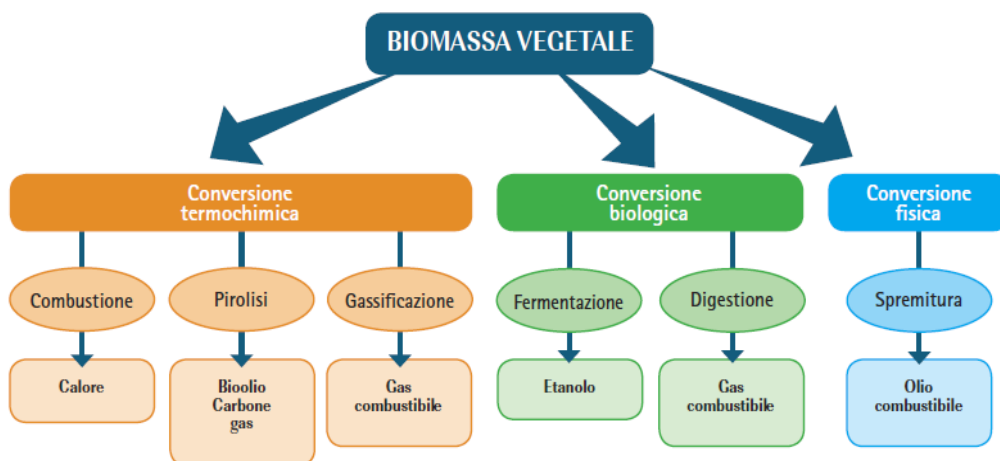 BIOMASSA VEGETALE
Conversione
termochimica
Conversione
biologica
Conversione
fisica
Combustione
Pirolisi
Gassificazione
Fermentazione
Digestione
Spremitura
Calore
Bioolio
Carbone
gas
Gas
combustibile
Etanolo
Gas
combustibile
Olio
combustibile